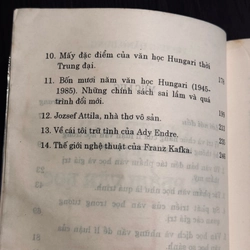 10. Mấy đặc điểm của văn học Hungari thời
Trung đại.
11. Bốn mươi năm văn học Hungari (1945-
1985). Những chính sách sai lầm và quá
trình đổi mới.
12. Jozsef Attila, nhà thơ vô sản.
13. Về cái tôi trữ tình của Ady Endre.
14. Thế giới nghệ thuật của Franz Kafka.